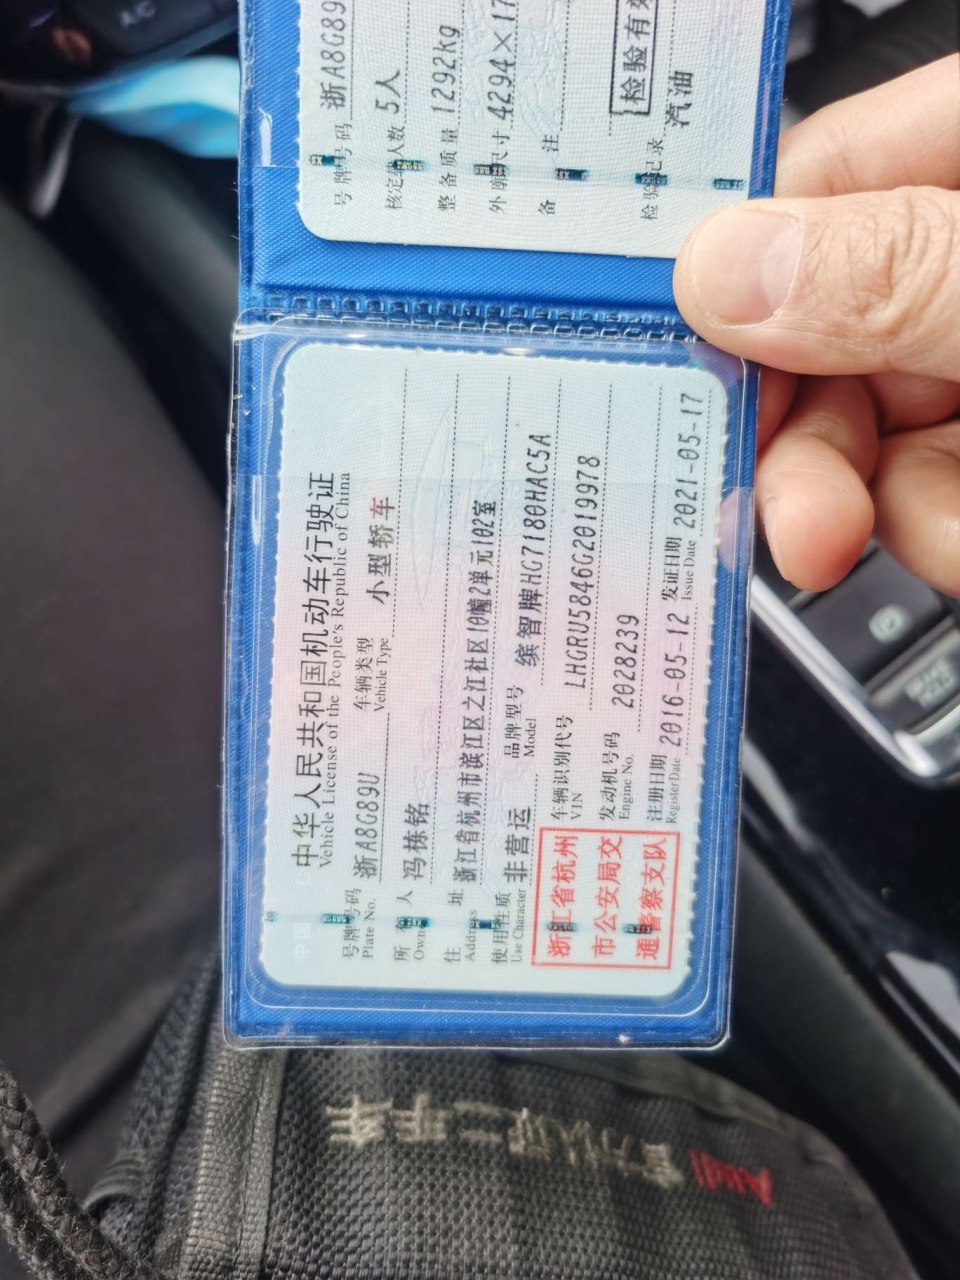 中华人民共和国机动车行驶证
Vehicle License of the People's Republic of China
号牌号码 浙A8G89U 车辆类型 小型轿车
Plate No. Vehicle Type
所有人 冯栋铭
Owner
住址 浙江省杭州市滨江区之江社区10幢2单元102室
Address
使用性质 非营运 品牌型号 缤智牌HG7180HAC5A
Use Character Model
浙江省杭州
市公安局交
通警察支队
车辆识别代号 LHGRU5846G2019978
VIN
发动机号码 2028239
Engine No.
注册日期 2016-05-12 发证日期 2021-05-17
Register Date Issue Date
号牌号码 浙A8G89
核定载人数 5人
整备质量 1292kg
外廓尺寸 4294×17
备注
检验记录
检验有效
汽油
官方认证二手车
A/C